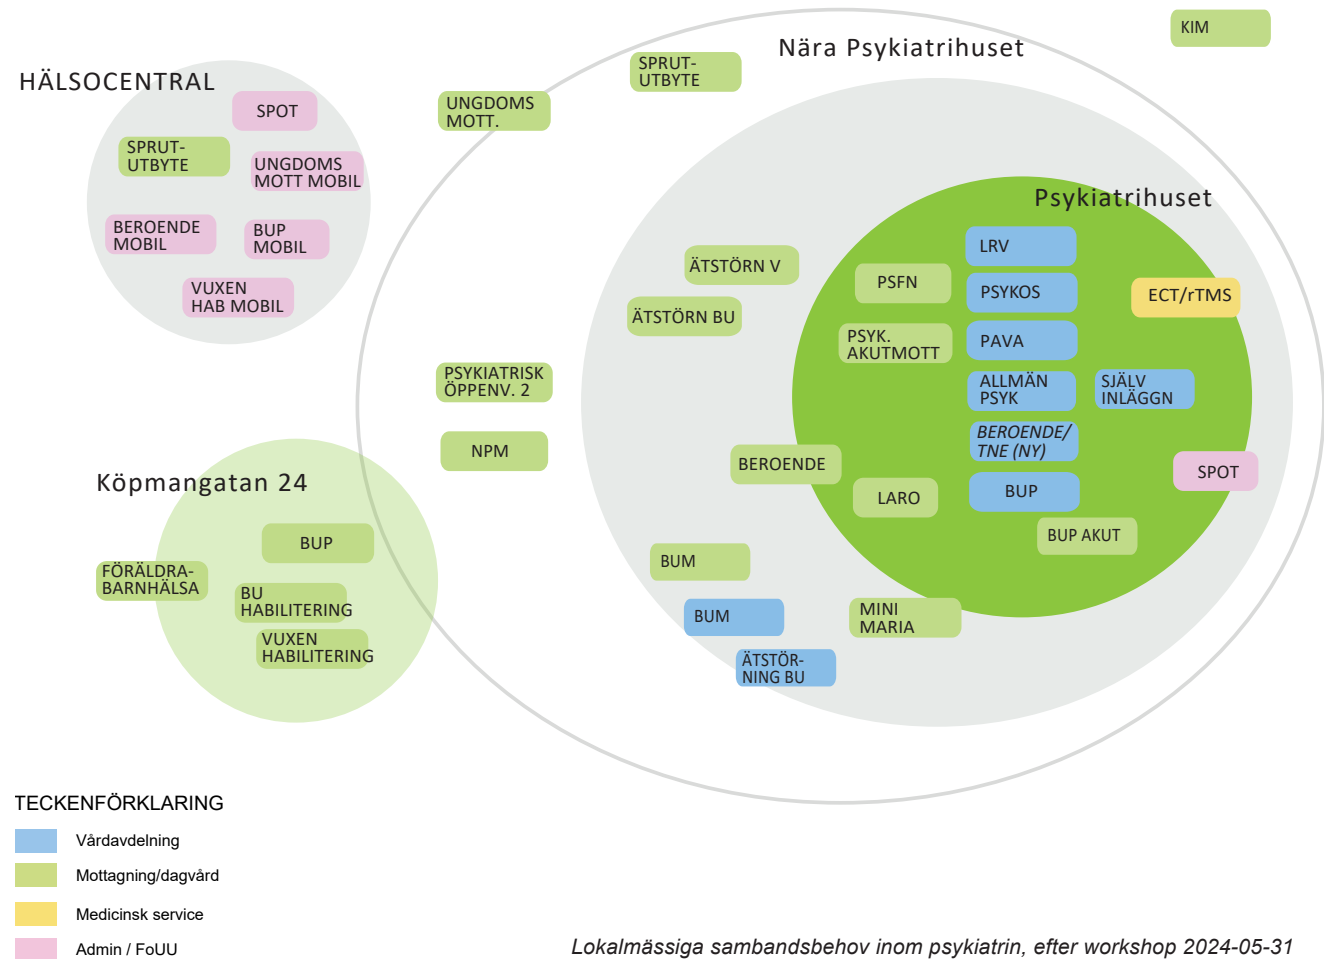 KIM
Nära Psykiatrihuset
SPRUT-
UTBYTE
HÄLSOCENTRAL
SPOT
UNGDOMS
MOTT.
SPRUT-
UTBYTE
UNGDOMS
MOTT MOBIL
BEROENDE
MOBIL
BUP
MOBIL
VUXEN
HAB MOBIL
Psykiatrihuset
LRV
ÄTSTÖRN V
PSFN
PSYKOS
ECT/rTMS
ÄTSTÖRN BU
PSYK.
AKUTMOTT
PAVA
PSYKIATRISK
ÖPPENV. 2
ALLMÄN
PSYK
SJÄLV
INLÄGGN
NPM
BEROENDE/
TNE (NY)
BEROENDE
SPOT
Köpmangatan 24
LARO
BUP
BUP
BUP AKUT
FÖRÄLDRA-
BARNHÄLSA
BUM
BU
HABILITERING
BUM
MINI
MARIA
VUXEN
HABILITERING
ÄTSTÖR-
NING BU
TECKENFÖRKLARING
Vårdavdelning
Mottagning/dagvård
Medicinsk service
Admin / FoUU
Lokalmässiga sambandsbehov inom psykiatrin, efter workshop 2024-05-31